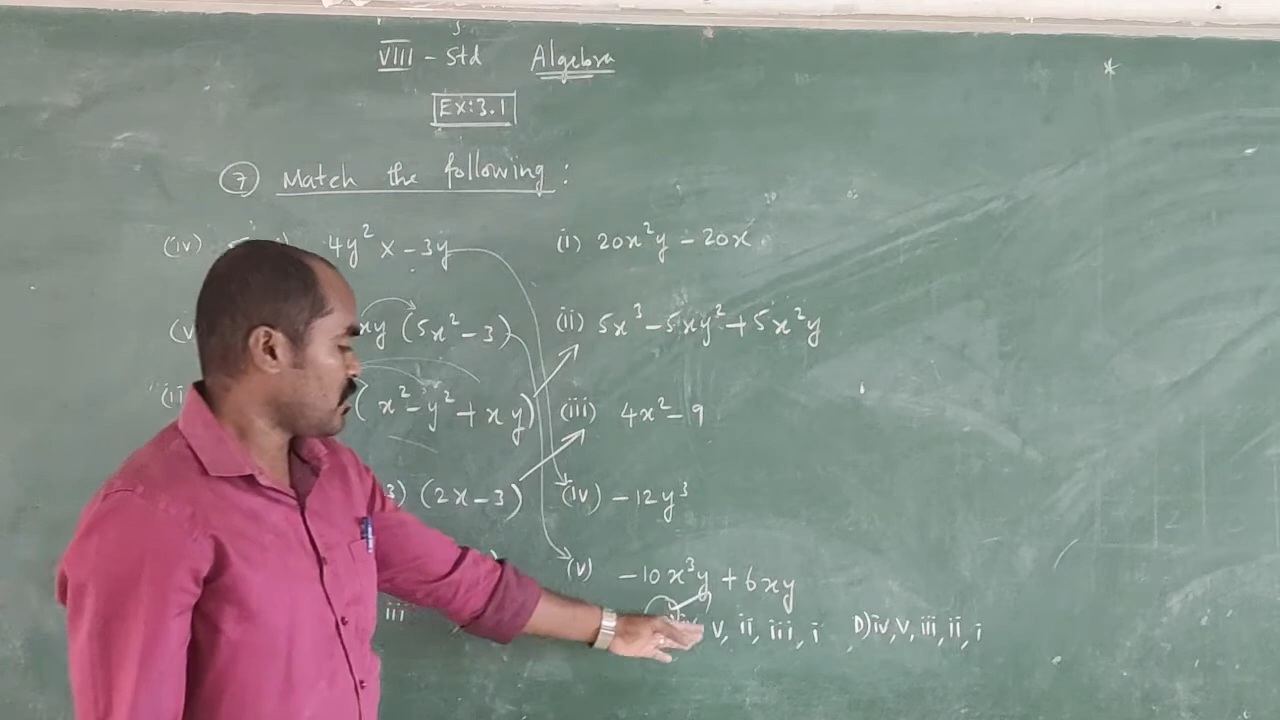 VIII - Std Algebra
Ex: 3.1
7 Match the following:
(iv) 4y² × -3y (i) 20x²y - 20x
xy (5x² - 3) (ii) 5x³ - 5xy² + 5x²y
(x² - y² + xy) (iii) 4x² - 9
3) (2x - 3) (iv) -12y³
(v) -10x³y + 6xy
iii v, ii, iii, i D) iv, v, iii, ii, i